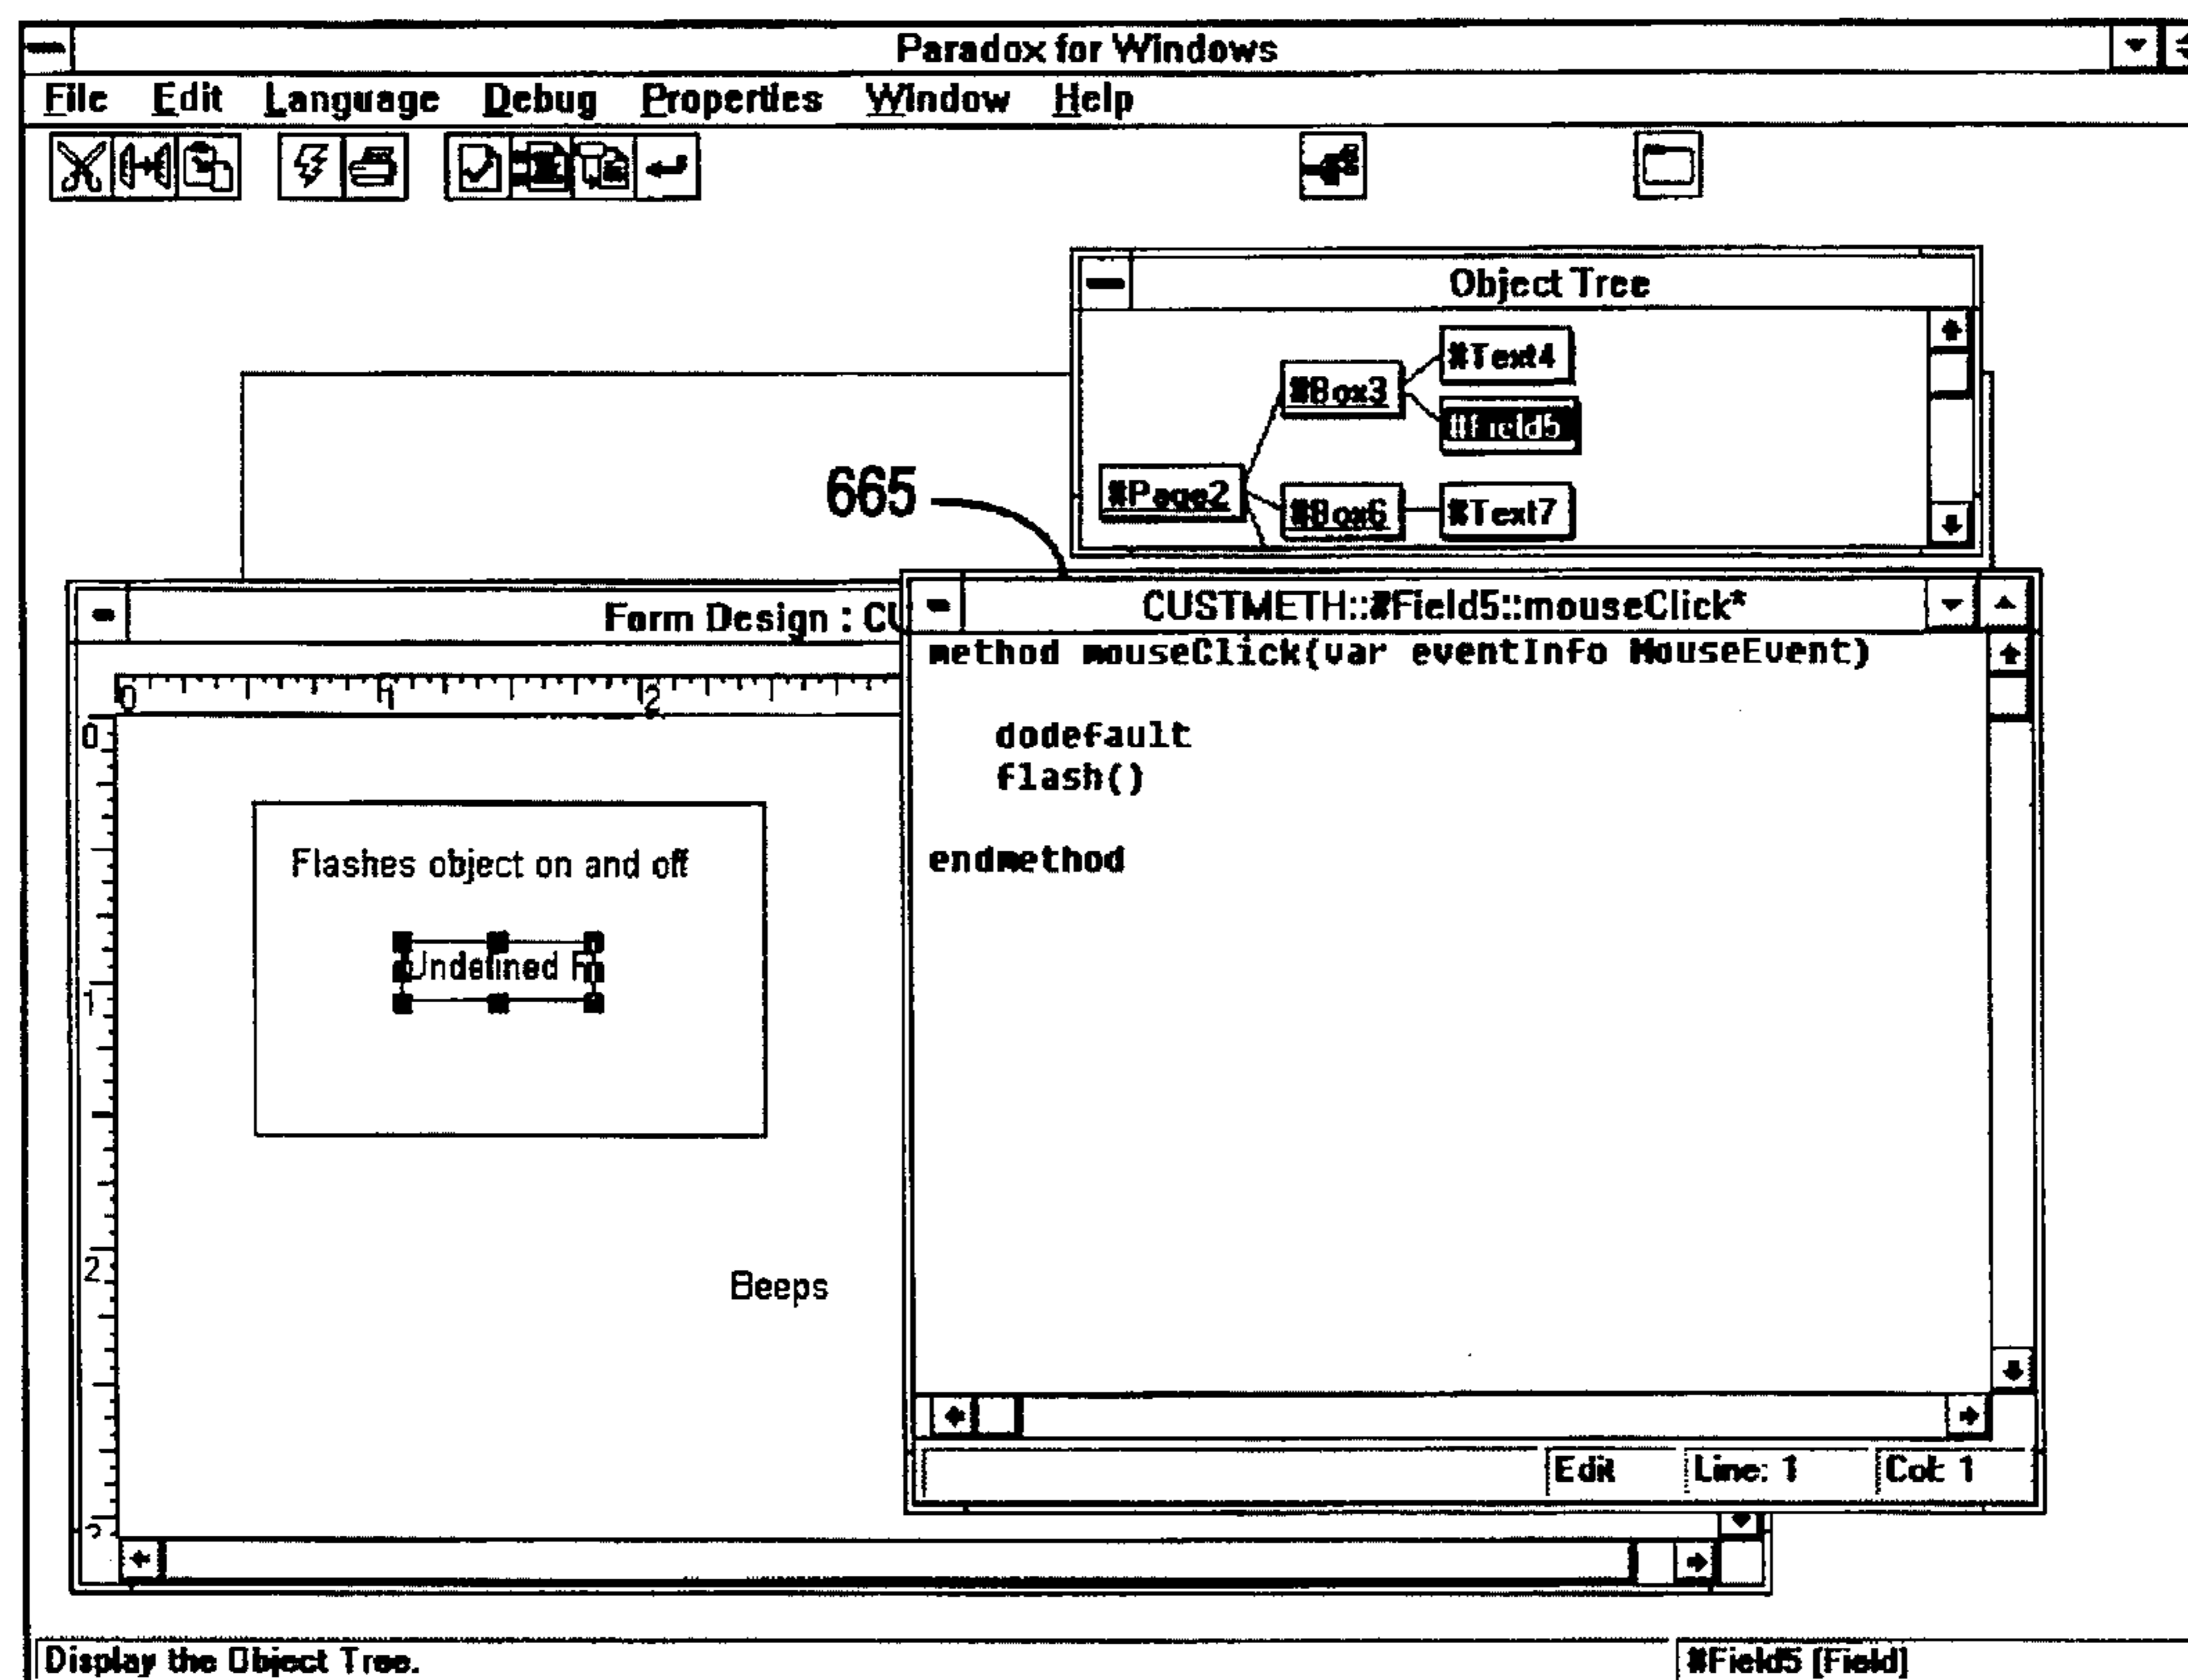 Paradox for Windows
File Edit Language Debug Properties Window Help
Object Tree
#Text4
#Box3
#Field5
665
#Page2
#Box6
#Text7
Form Design : CU
CUSTMETH::#Field5::mouseClick*
method mouseClick(var eventInfo MouseEvent)
0 1 2
dodefault
0
flash()
Flashes object on and off
endmethod
Undefined Fi
1
2
Beeps
Edit Line: 1 Col: 1
Display the Object Tree.
#Field5 [Field]